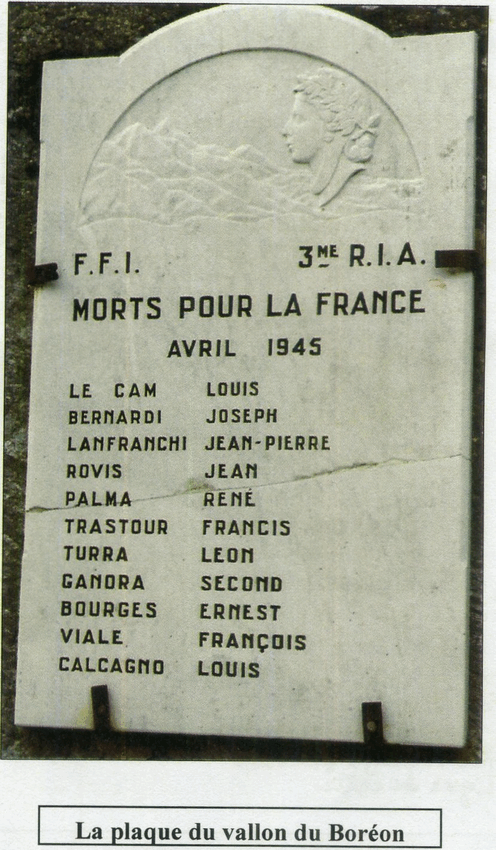 F.F.I. 3ME R.I.A.
MORTS POUR LA FRANCE
AVRIL 1945
LE CAM LOUIS
BERNARDI JOSEPH
LANFRANCHI JEAN-PIERRE
ROVIS JEAN
PALMA RENÉ
TRASTOUR FRANCIS
TURRA LEON
GANDRA SECOND
BOURGES ERNEST
VIALE FRANÇOIS
CALCAGNO LOUIS
La plaque du vallon du Boréon